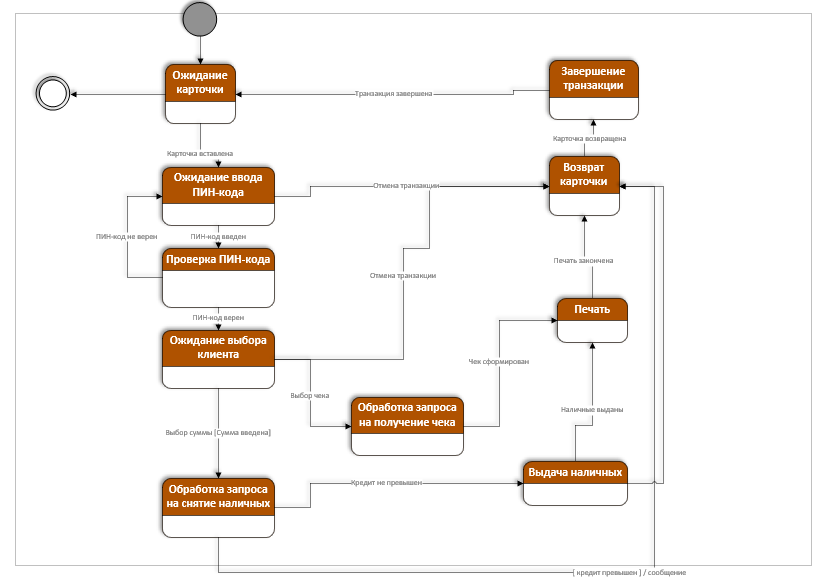 Ожидание
карточки
Завершение
транзакции
Транзакция завершена
Карточка возвращена
Карточка вставлена
Возврат
карточки
Ожидание ввода
ПИН-кода
Отмена транзакции
ПИН-код не верен
ПИН-код введен
Проверка ПИН-кода
Печать закончена
Отмена транзакции
Печать
ПИН-код верен
Ожидание выбора
клиента
Чек сформирован
Выбор чека
Обработка запроса
на получение чека
Наличные выданы
Выбор суммы [Сумма введена]
Выдача наличных
Кредит не превышен
Обработка запроса
на снятие наличных
[ кредит превышен ] / сообщение